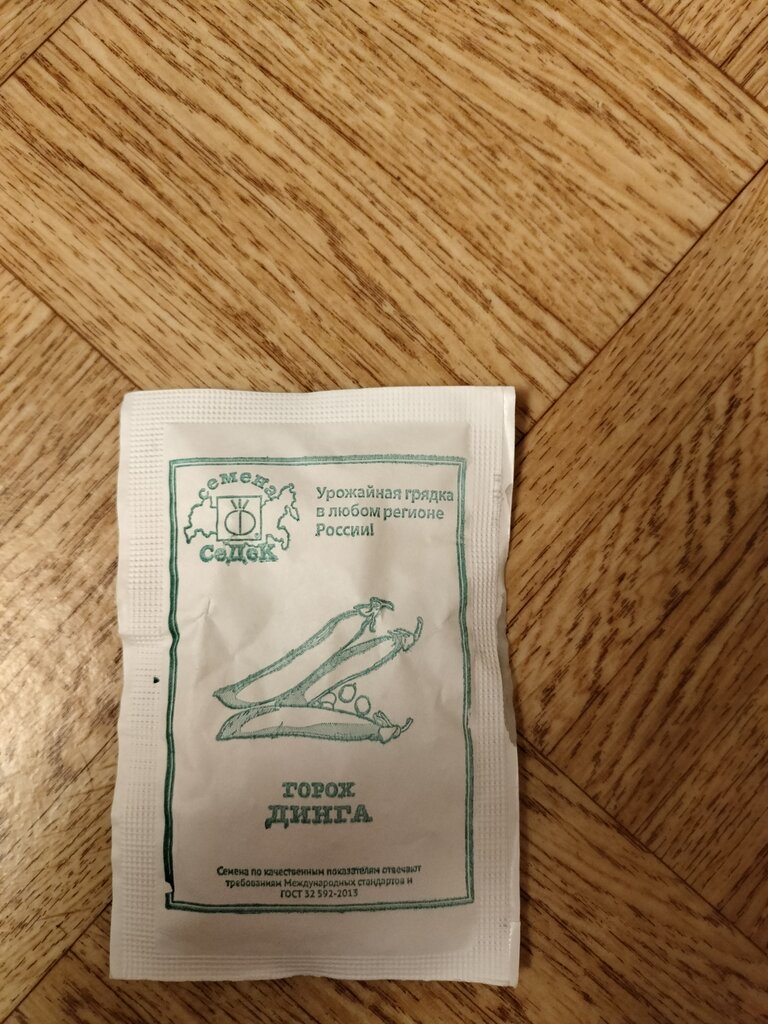 семена
СеДеК
Урожайная грядка
в любом регионе
России!
ГОРОХ
ДИНГА
Семена по качественным показателям отвечают
требованиям Международных стандартов и
ГОСТ 32 592-2013